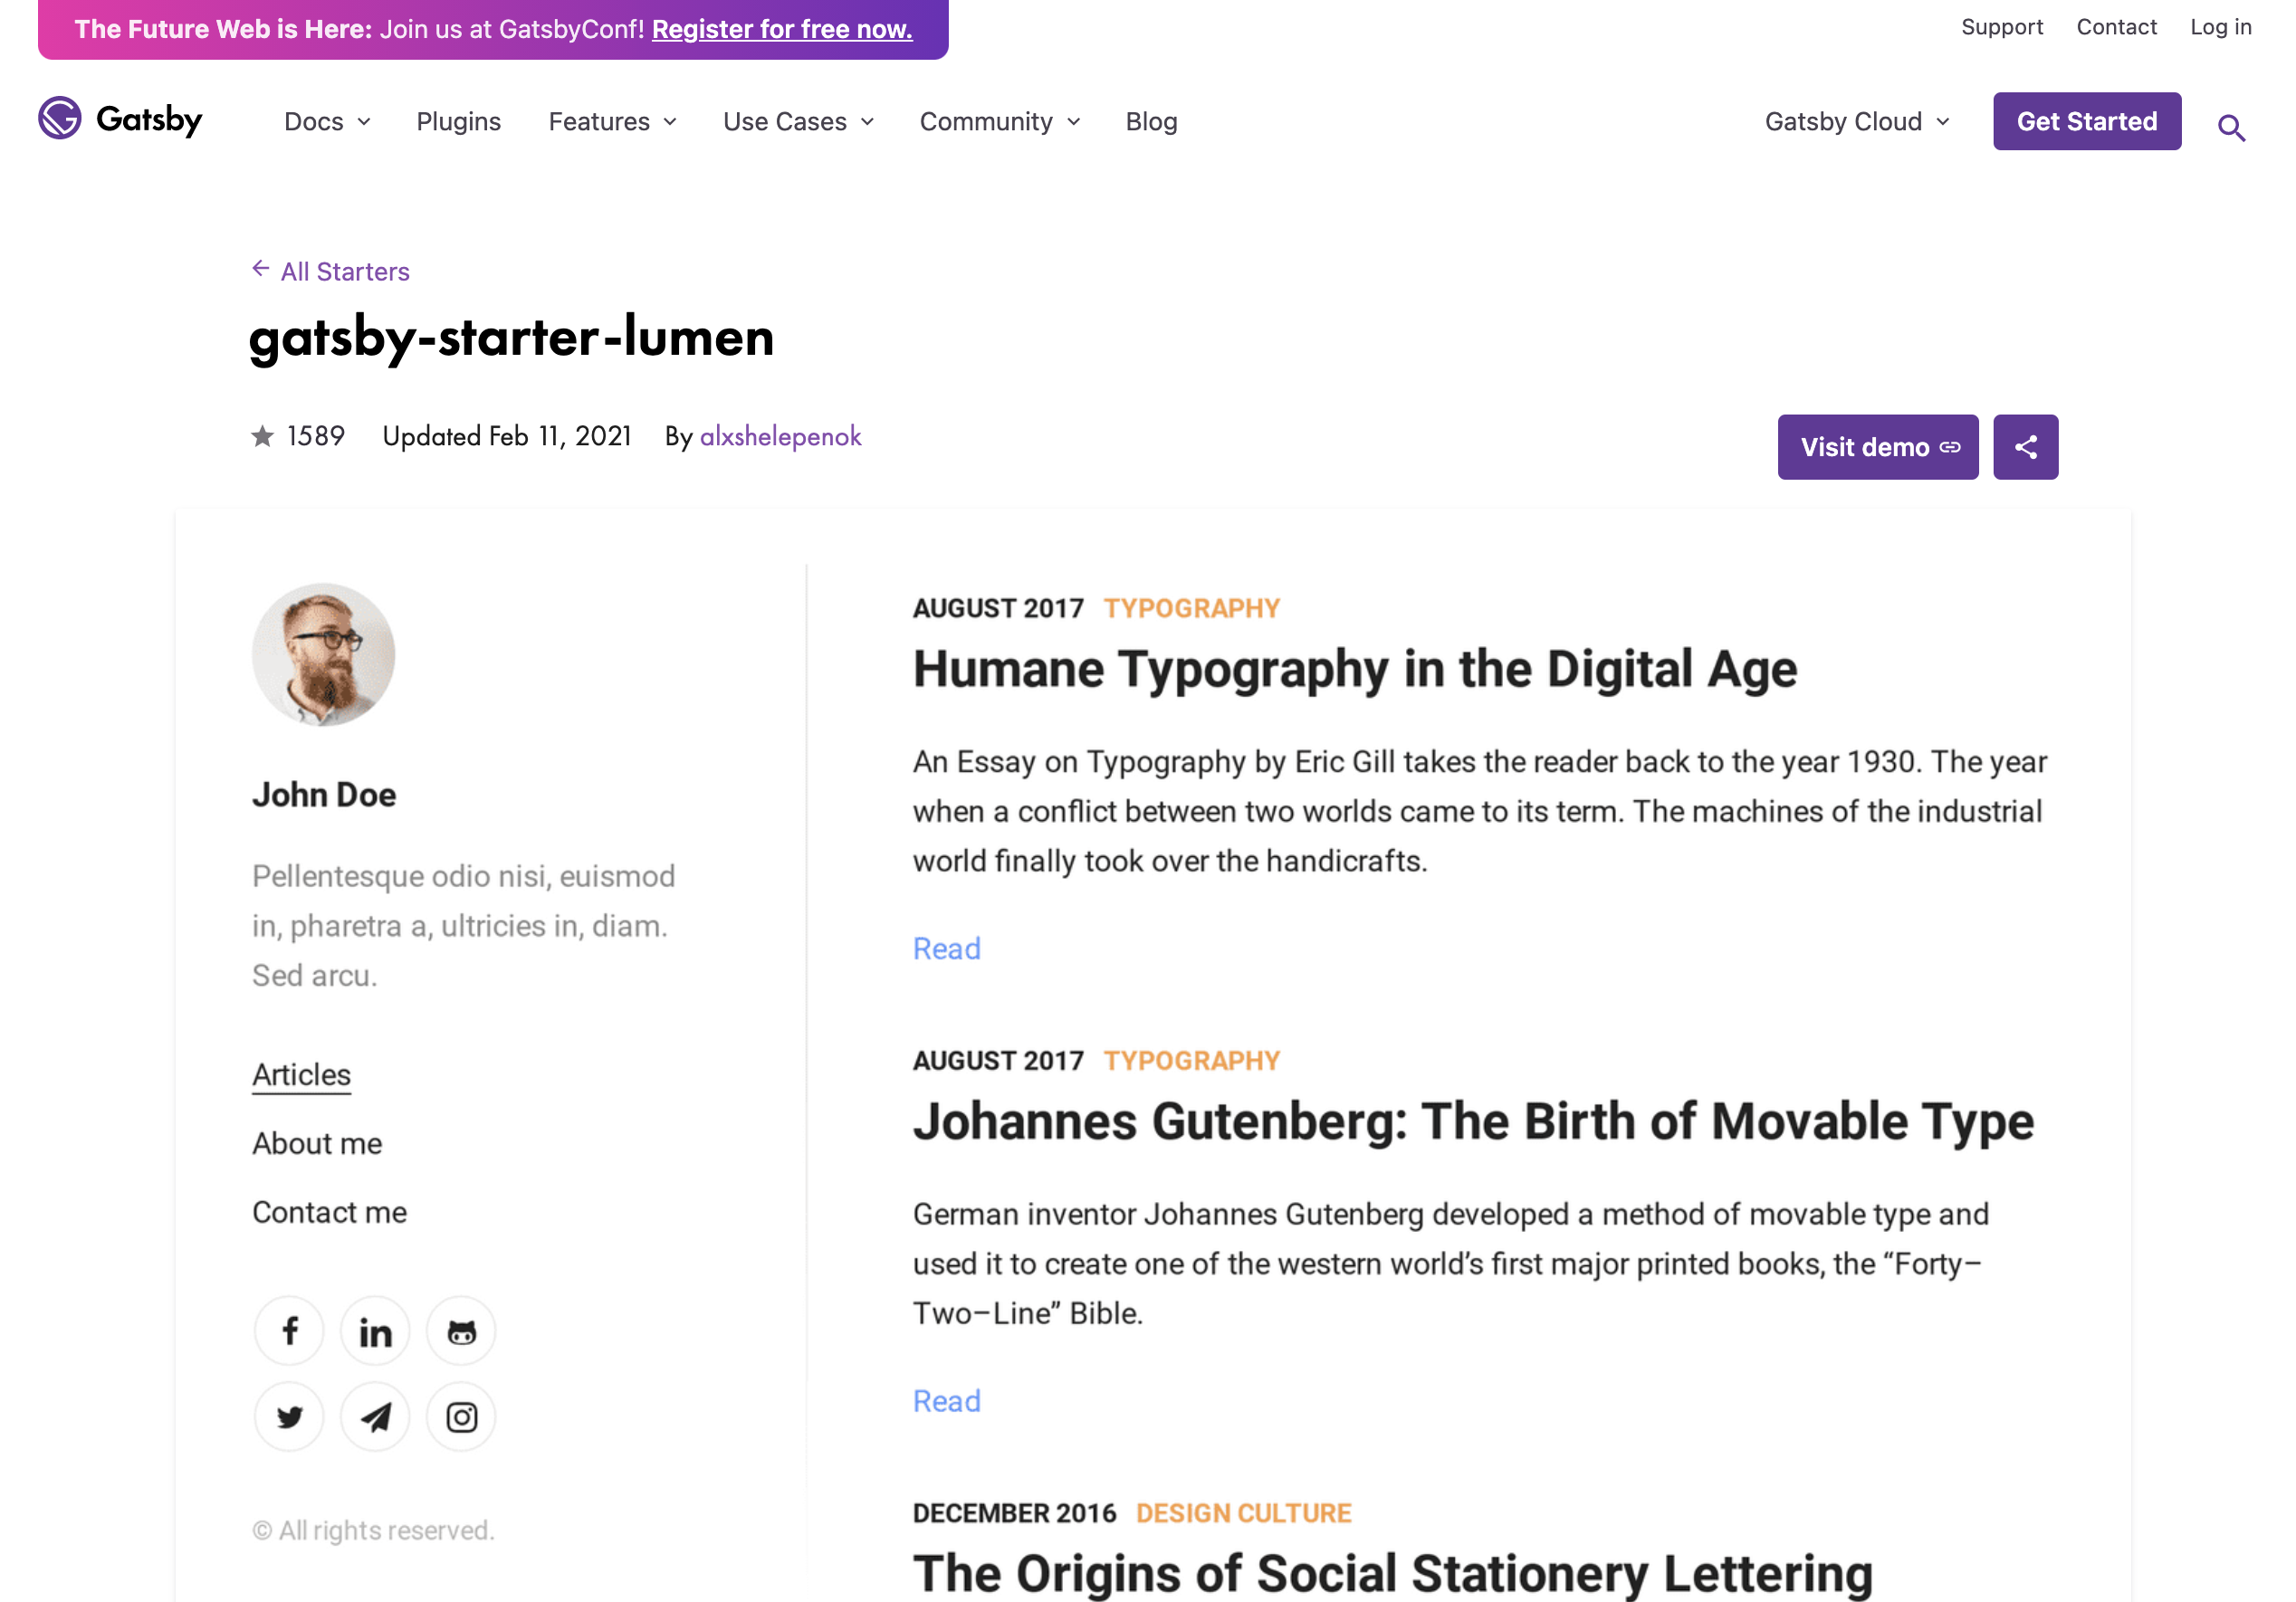 The Future Web is Here: Join us at GatsbyConf! Register for free now.
Support Contact Log in
Gatsby Docs Plugins Features Use Cases Community Blog Gatsby Cloud Get Started
All Starters
gatsby-starter-lumen
1589 Updated Feb 11, 2021 By alxshelepenok
Visit demo
John Doe
Pellentesque odio nisi, euismod
in, pharetra a, ultricies in, diam.
Sed arcu.
Articles
About me
Contact me
© All rights reserved.
AUGUST 2017 TYPOGRAPHY
Humane Typography in the Digital Age
An Essay on Typography by Eric Gill takes the reader back to the year 1930. The year
when a conflict between two worlds came to its term. The machines of the industrial
world finally took over the handicrafts.
Read
AUGUST 2017 TYPOGRAPHY
Johannes Gutenberg: The Birth of Movable Type
German inventor Johannes Gutenberg developed a method of movable type and
used it to create one of the western world’s first major printed books, the “Forty–
Two–Line” Bible.
Read
DECEMBER 2016 DESIGN CULTURE
The Origins of Social Stationery Lettering